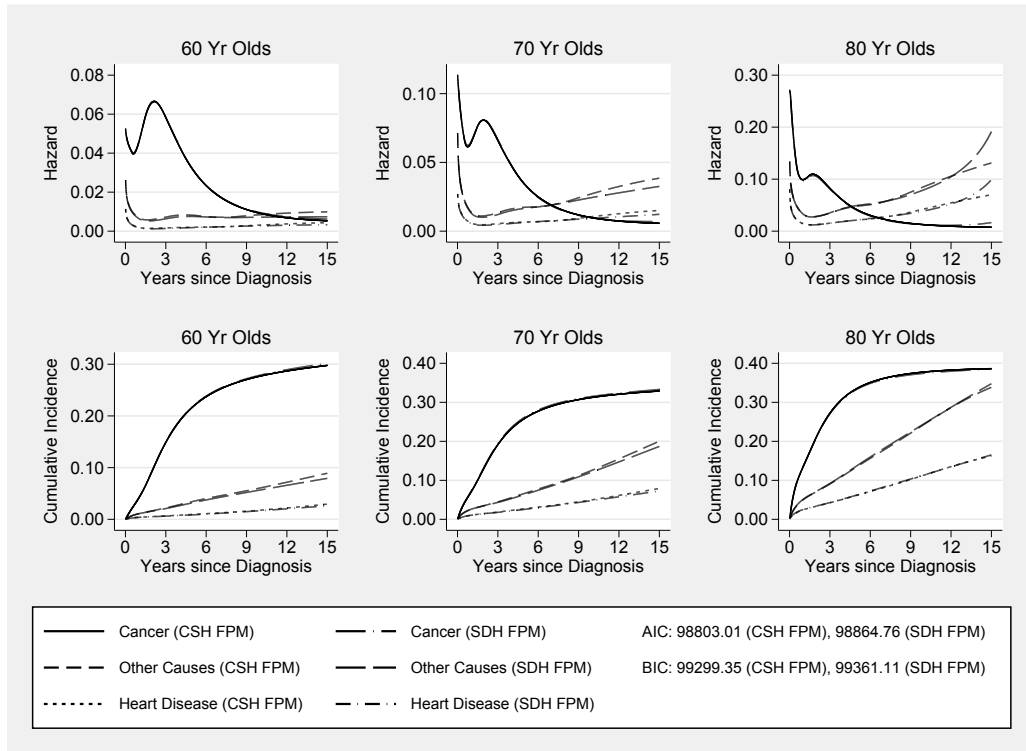 60 Yr Olds
Hazard
0.08
0.06
0.04
0.02
0.00
0 3 6 9 12 15
Years since Diagnosis
70 Yr Olds
Hazard
0.10
0.05
0.00
0 3 6 9 12 15
Years since Diagnosis
80 Yr Olds
Hazard
0.30
0.20
0.10
0.00
0 3 6 9 12 15
Years since Diagnosis
60 Yr Olds
Cumulative Incidence
0.30
0.20
0.10
0.00
0 3 6 9 12 15
Years since Diagnosis
70 Yr Olds
Cumulative Incidence
0.40
0.30
0.20
0.10
0.00
0 3 6 9 12 15
Years since Diagnosis
80 Yr Olds
Cumulative Incidence
0.40
0.30
0.20
0.10
0.00
0 3 6 9 12 15
Years since Diagnosis
Cancer (CSH FPM) Cancer (SDH FPM) AIC: 98803.01 (CSH FPM), 98864.76 (SDH FPM)
Other Causes (CSH FPM) Other Causes (SDH FPM) BIC: 99299.35 (CSH FPM), 99361.11 (SDH FPM)
Heart Disease (CSH FPM) Heart Disease (SDH FPM)